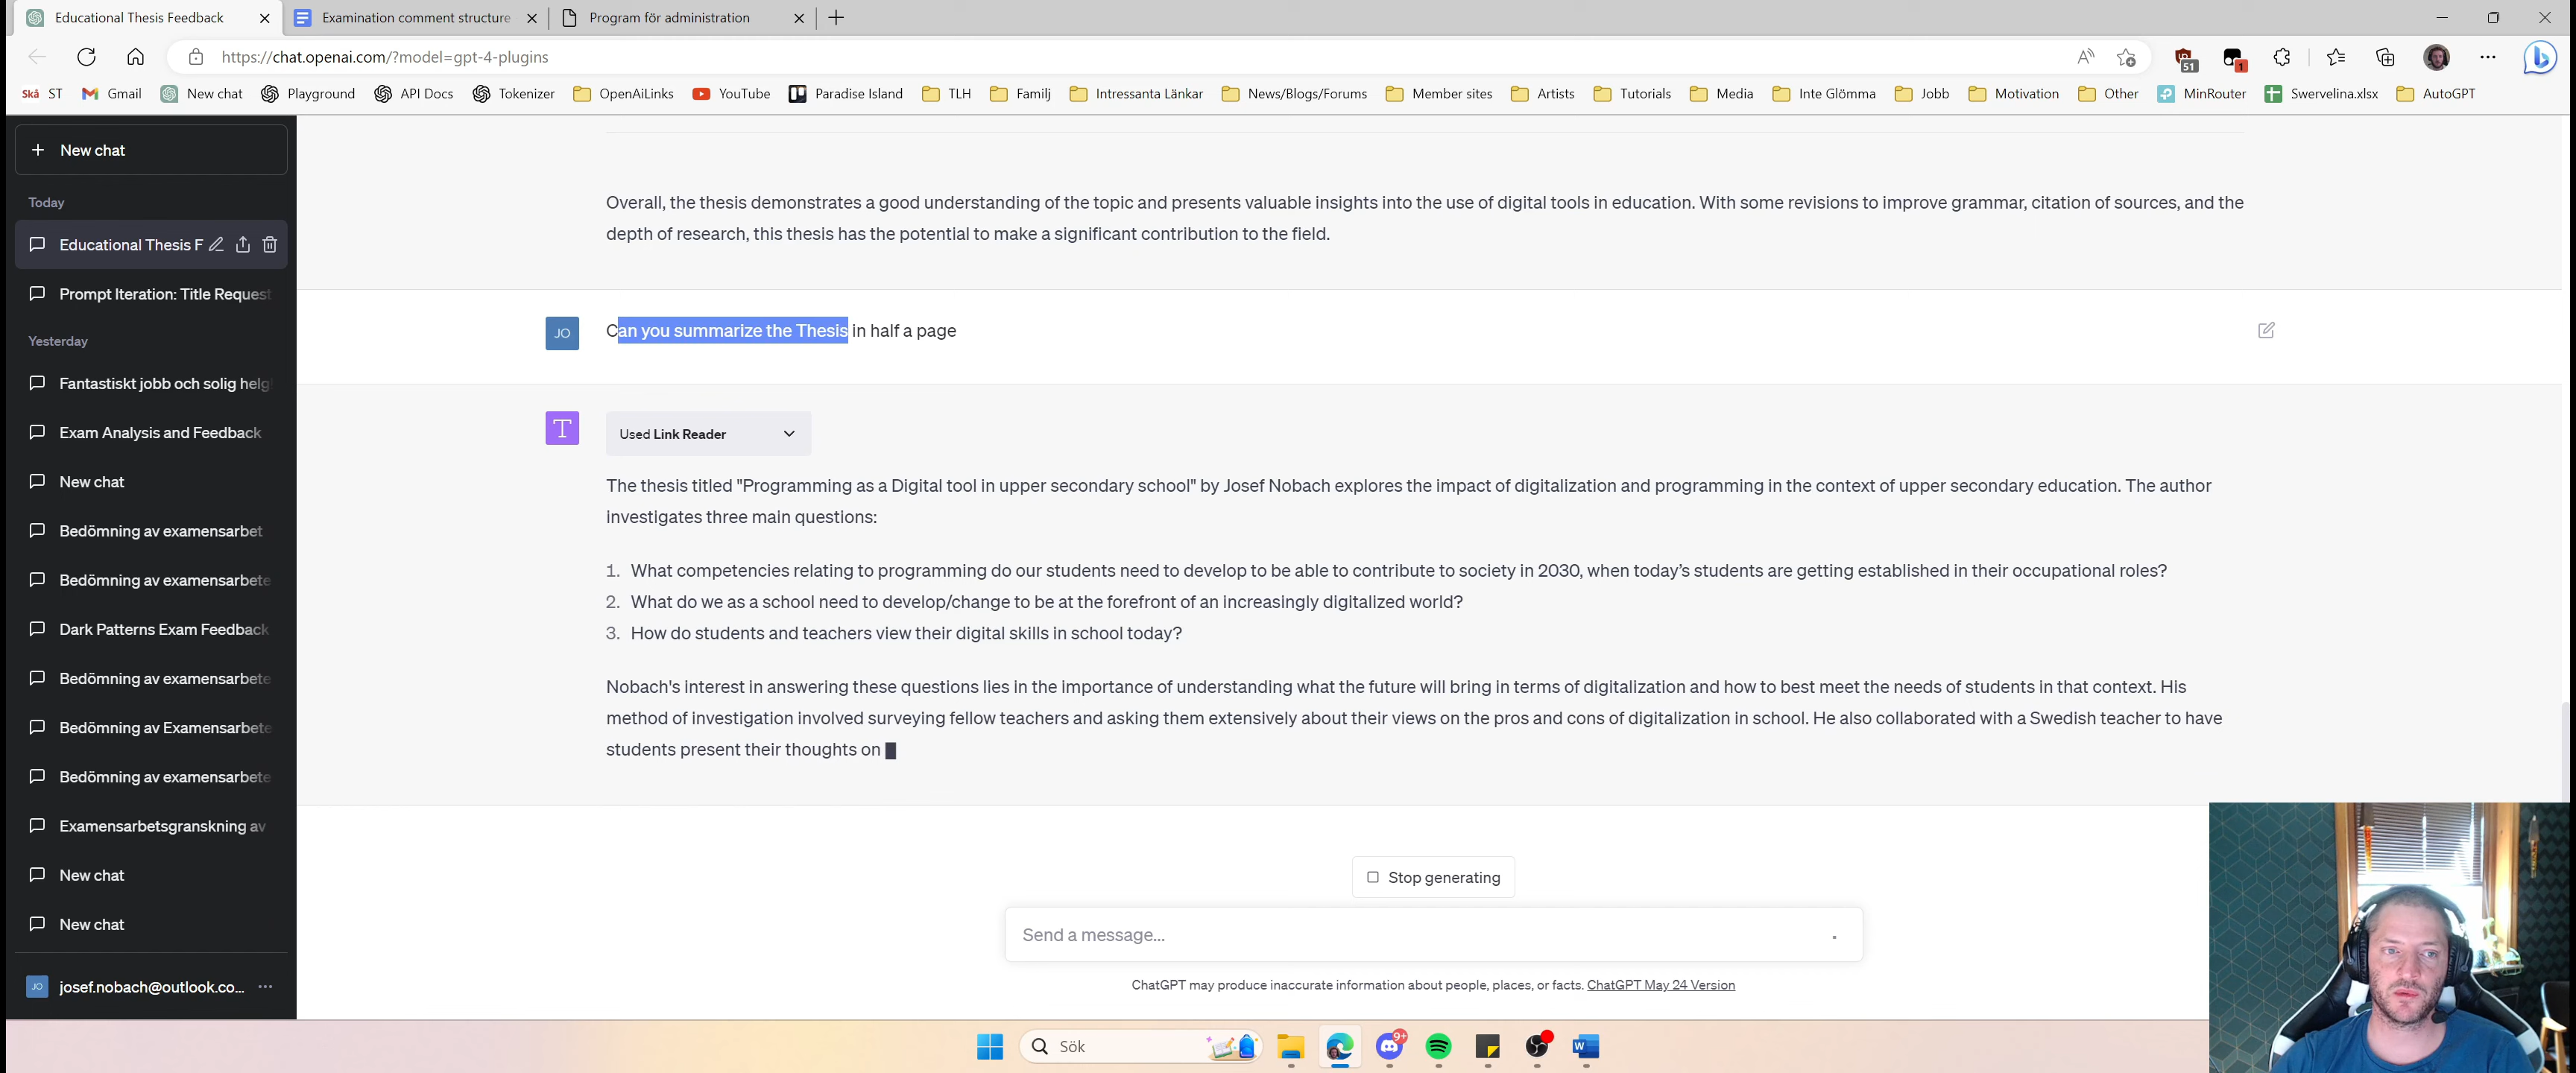 Educational Thesis Feedback
Examination comment structure
Program för administration
https://chat.openai.com/?model=gpt-4-plugins
51
1
Skå ST
Gmail
New chat
Playground
API Docs
Tokenizer
OpenAiLinks
YouTube
Paradise Island
TLH
Familj
Intressanta Länkar
News/Blogs/Forums
Member sites
Artists
Tutorials
Media
Inte Glömma
Jobb
Motivation
Other
MinRouter
Swervelina.xlsx
AutoGPT
New chat
Today
Educational Thesis F
Prompt Iteration: Title Request
Yesterday
Fantastiskt jobb och solig helg
Exam Analysis and Feedback
New chat
Bedömning av examensarbet
Bedömning av examensarbete
Dark Patterns Exam Feedback
Bedömning av examensarbete
Bedömning av Examensarbete
Bedömning av examensarbete
Examensarbetsgranskning av
New chat
New chat
JO josef.nobach@outlook.co...
Overall, the thesis demonstrates a good understanding of the topic and presents valuable insights into the use of digital tools in education. With some revisions to improve grammar, citation of sources, and the
depth of research, this thesis has the potential to make a significant contribution to the field.
JO Can you summarize the Thesis in half a page
T Used Link Reader
The thesis titled "Programming as a Digital tool in upper secondary school" by Josef Nobach explores the impact of digitalization and programming in the context of upper secondary education. The author
investigates three main questions:
1. What competencies relating to programming do our students need to develop to be able to contribute to society in 2030, when today's students are getting established in their occupational roles?
2. What do we as a school need to develop/change to be at the forefront of an increasingly digitalized world?
3. How do students and teachers view their digital skills in school today?
Nobach's interest in answering these questions lies in the importance of understanding what the future will bring in terms of digitalization and how to best meet the needs of students in that context. His
method of investigation involved surveying fellow teachers and asking them extensively about their views on the pros and cons of digitalization in school. He also collaborated with a Swedish teacher to have
students present their thoughts on
Stop generating
Send a message...
ChatGPT may produce inaccurate information about people, places, or facts. ChatGPT May 24 Version
Sök
9+
W